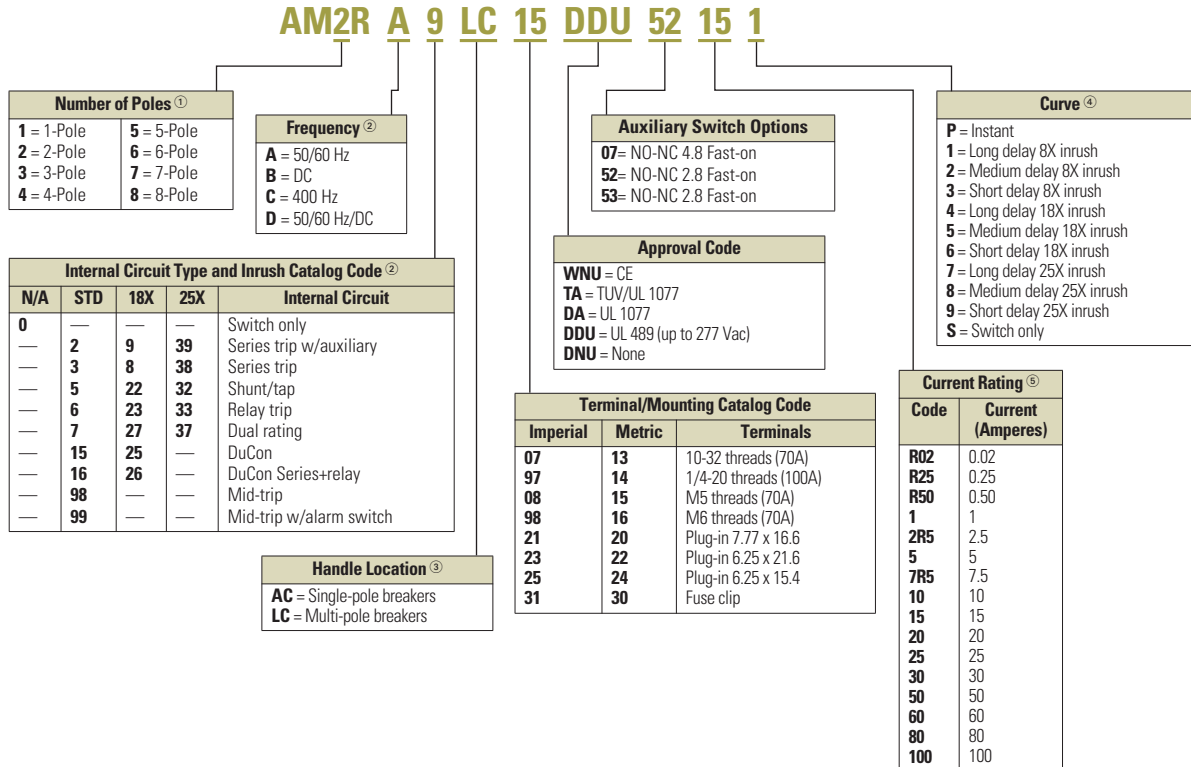 AM2R A 9 LC 15 DDU 52 15 1
Number of Poles ①
1 = 1-Pole 5 = 5-Pole
2 = 2-Pole 6 = 6-Pole
3 = 3-Pole 7 = 7-Pole
4 = 4-Pole 8 = 8-Pole
Frequency ②
A = 50/60 Hz
B = DC
C = 400 Hz
D = 50/60 Hz/DC
Auxiliary Switch Options
07= NO-NC 4.8 Fast-on
52= NO-NC 2.8 Fast-on
53= NO-NC 2.8 Fast-on
Curve ④
P = Instant
1 = Long delay 8X inrush
2 = Medium delay 8X inrush
3 = Short delay 8X inrush
4 = Long delay 18X inrush
5 = Medium delay 18X inrush
6 = Short delay 18X inrush
7 = Long delay 25X inrush
8 = Medium delay 25X inrush
9 = Short delay 25X inrush
S = Switch only
Approval Code
WNU = CE
TA = TUV/UL 1077
DA = UL 1077
DDU = UL 489 (up to 277 Vac)
DNU = None
Internal Circuit Type and Inrush Catalog Code ②
N/A STD 18X 25X Internal Circuit
0 — — — Switch only
— 2 9 39 Series trip w/auxiliary
— 3 8 38 Series trip
— 5 22 32 Shunt/tap
— 6 23 33 Relay trip
— 7 27 37 Dual rating
— 15 25 — DuCon
— 16 26 — DuCon Series+relay
— 98 — — Mid-trip
— 99 — — Mid-trip w/alarm switch
Handle Location ③
AC = Single-pole breakers
LC = Multi-pole breakers
Terminal/Mounting Catalog Code
Imperial Metric Terminals
07 13 10-32 threads (70A)
97 14 1/4-20 threads (100A)
08 15 M5 threads (70A)
98 16 M6 threads (70A)
21 20 Plug-in 7.77 x 16.6
23 22 Plug-in 6.25 x 21.6
25 24 Plug-in 6.25 x 15.4
31 30 Fuse clip
Current Rating ⑤
Code Current
(Amperes)
R02 0.02
R25 0.25
R50 0.50
1 1
2R5 2.5
5 5
7R5 7.5
10 10
15 15
20 20
25 25
30 30
50 50
60 60
80 80
100 100